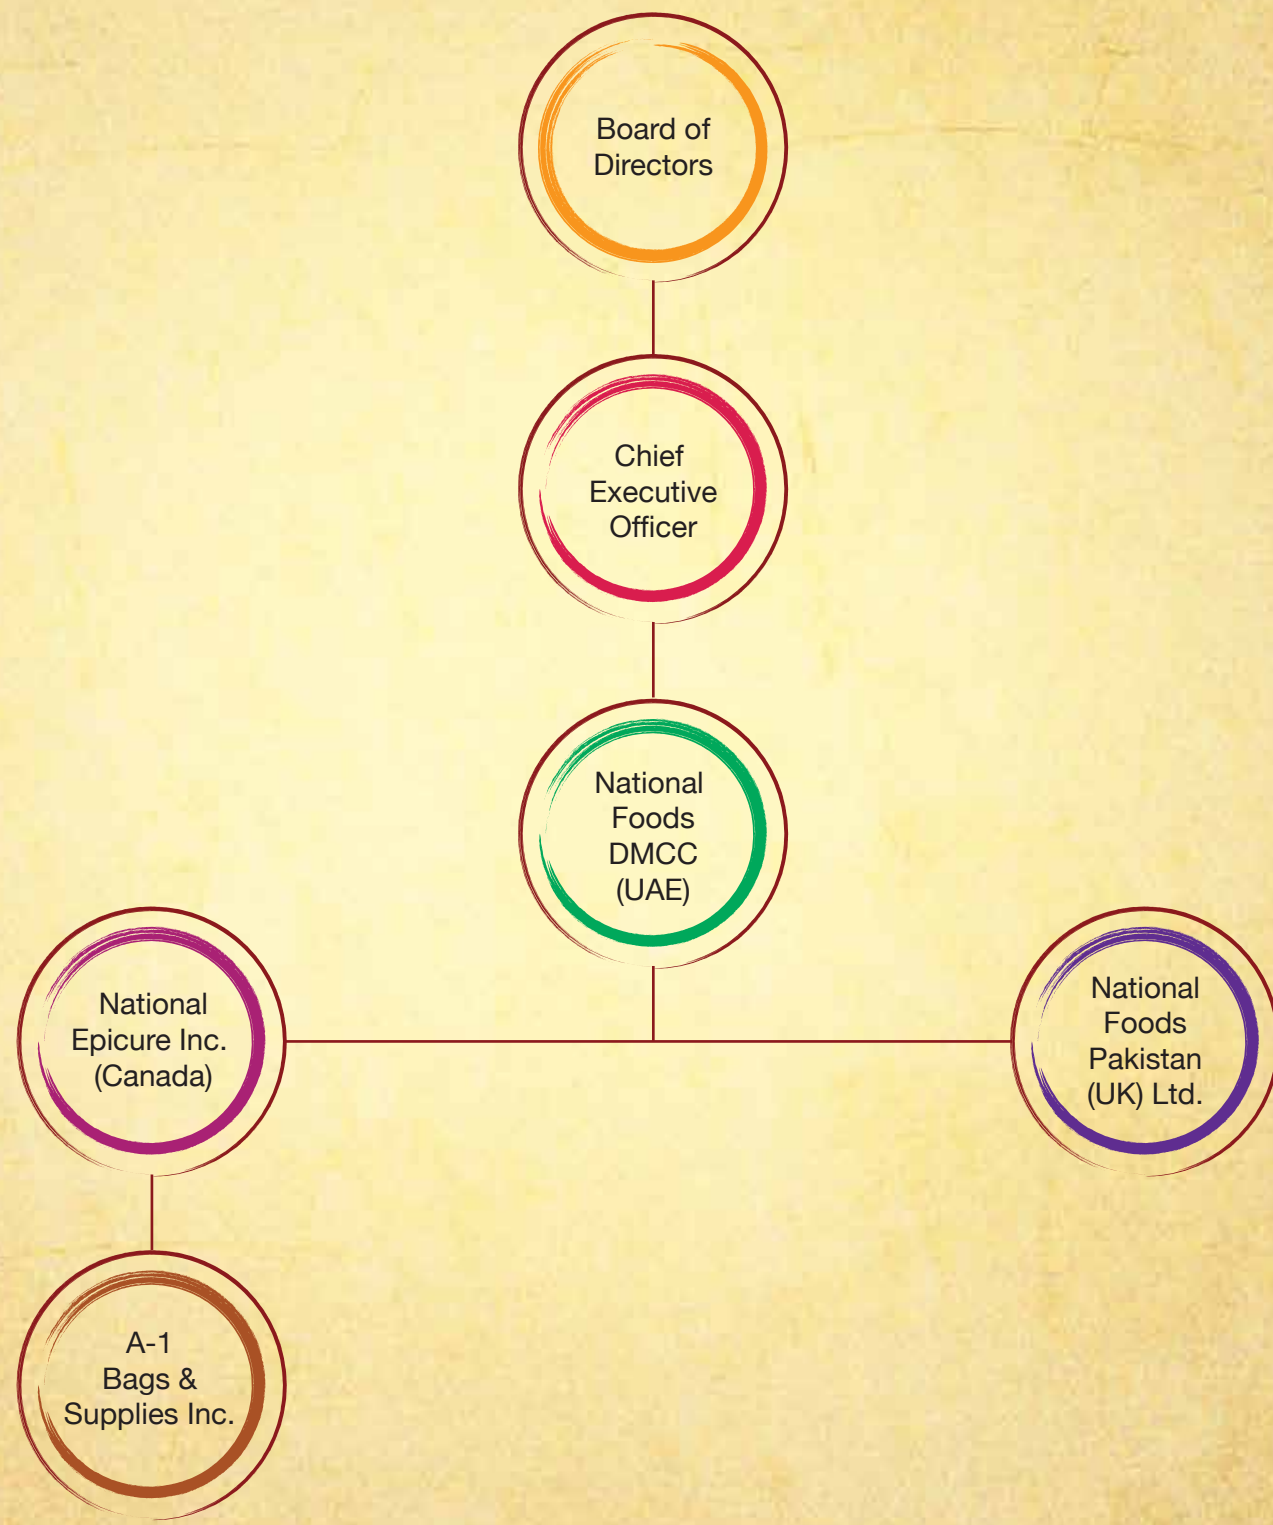 Board of
Directors
Chief
Executive
Officer
National
Foods
DMCC
(UAE)
National
Epicure Inc.
(Canada)
National
Foods
Pakistan
(UK) Ltd.
A-1
Bags &
Supplies Inc.